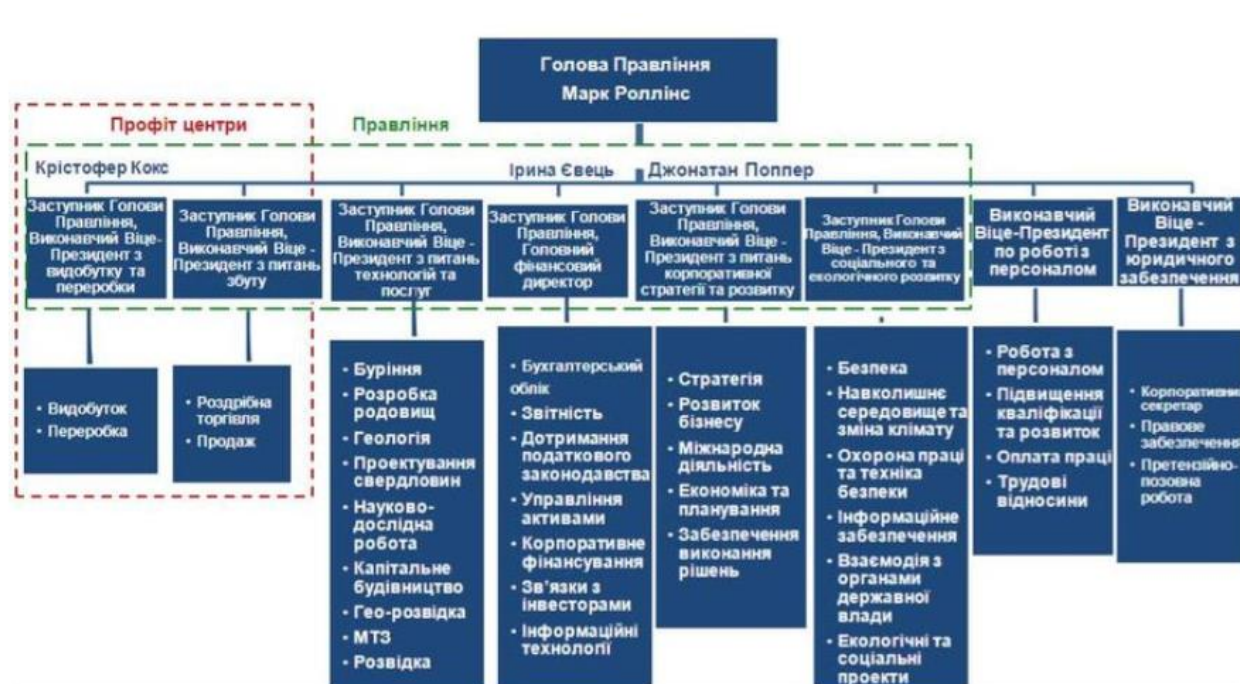 Голова Правління
Марк Роллінс
Профіт центри
Правління
Крістофер Кокс
Ірина Євець
Джонатан Поппер
Заступник Голови
Правління,
Виконавчий Віце-
Президент з
видобутку та
переробки
Заступник Голови
Правління,
Виконавчий Віце -
Президент з питань
збуту
Заступник Голови
Правління,
Виконавчий Віце -
Президент з питань
технологій та
послуг
Заступник Голови
Правління,
Головний
фінансовий
директор
Заступник Голови
Правління,
Виконавчий Віце -
Президент з питань
корпоративної
стратегії та розвитку
Заступник Голови
Правління, Виконавчий
Віце - Президент з
соціального та
екологічного розвитку
Виконавчий
Віце-Президент
по роботі з
персоналом
Виконавчий
Віце -
Президент з
юридичного
забезпечення
• Видобуток
• Переробка
• Роздрібна
торгівля
• Продаж
• Буріння
• Розробка
родовищ
• Геологія
• Проектування
свердловин
• Науково-
дослідна
робота
• Капітальне
будівництво
• Гео-розвідка
• МТЗ
• Розвідка
• Бухгалтерський
облік
• Звітність
• Дотримання
податкового
законодавства
• Управління
активами
• Корпоративне
фінансування
• Зв’язки з
інвесторами
• Інформаційні
технології
• Стратегія
• Розвиток
бізнесу
• Міжнародна
діяльність
• Економіка та
планування
• Забезпечення
виконання
рішень
• Безпека
• Навколишнє
середовище та
зміна клімату
• Охорона праці
та техніка
безпеки
• Інформаційне
забезпечення
• Взаємодія з
органами
державної
влади
• Екологічні та
соціальні
проекти
• Робота з
персоналом
• Підвищення
кваліфікації
та розвиток
• Оплата праці
• Трудові
відносини
• Корпоративний
секретар
• Правове
забезпечення
• Претензійно-
позовна
робота